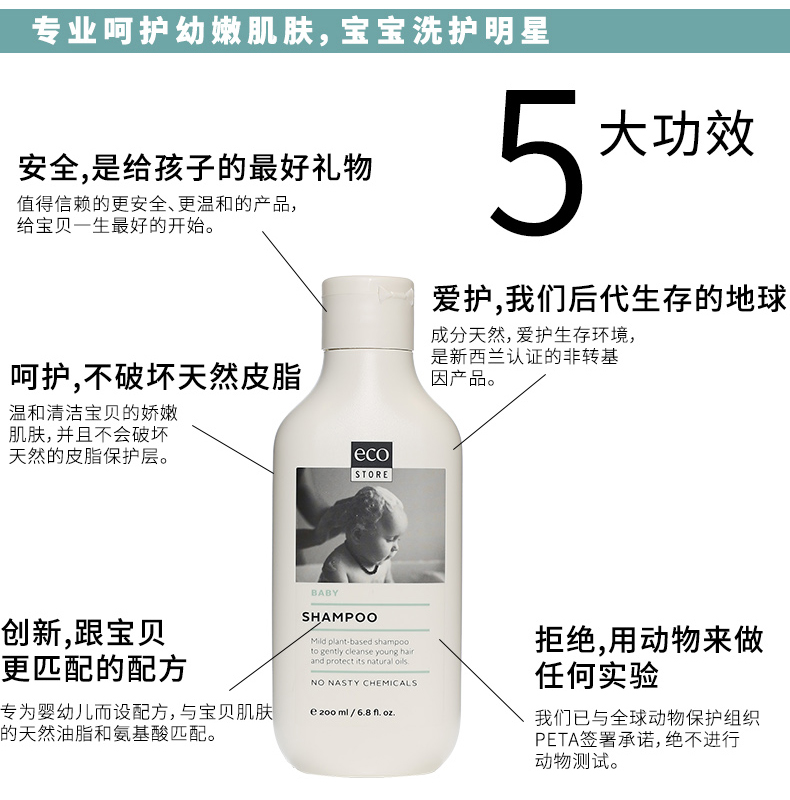 专业呵护幼嫩肌肤，宝宝洗护明星
5大功效
安全,是给孩子的最好礼物
值得信赖的更安全、更温和的产品，
给宝贝一生最好的开始。
爱护,我们后代生存的地球
成分天然，爱护生存环境，
是新西兰认证的非转基
因产品。
呵护,不破坏天然皮脂
温和清洁宝贝的娇嫩
肌肤，并且不会破坏
天然的皮脂保护层。
eco
STORE
BABY
SHAMPOO
Mild plant-based shampoo
to gently cleanse young hair
and protect its natural oils.
NO NASTY CHEMICALS
e 200 ml / 6.8 fl. oz.
创新,跟宝贝
更匹配的配方
专为婴幼儿而设配方，与宝贝肌肤
的天然油脂和氨基酸匹配。
拒绝,用动物来做
任何实验
我们已与全球动物保护组织
PETA签署承诺，绝不进行
动物测试。